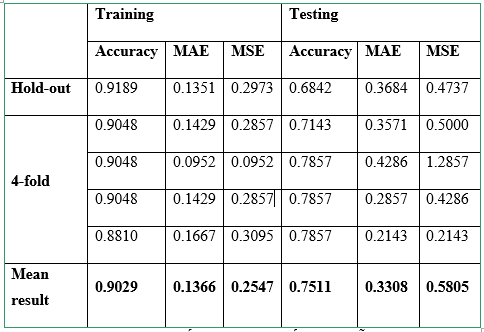 Training Testing
Accuracy MAE MSE Accuracy MAE MSE
Hold-out 0.9189 0.1351 0.2973 0.6842 0.3684 0.4737
4-fold 0.9048 0.1429 0.2857 0.7143 0.3571 0.5000
0.9048 0.0952 0.0952 0.7857 0.4286 1.2857
0.9048 0.1429 0.2857 0.7857 0.2857 0.4286
0.8810 0.1667 0.3095 0.7857 0.2143 0.2143
Mean result 0.9029 0.1366 0.2547 0.7511 0.3308 0.5805